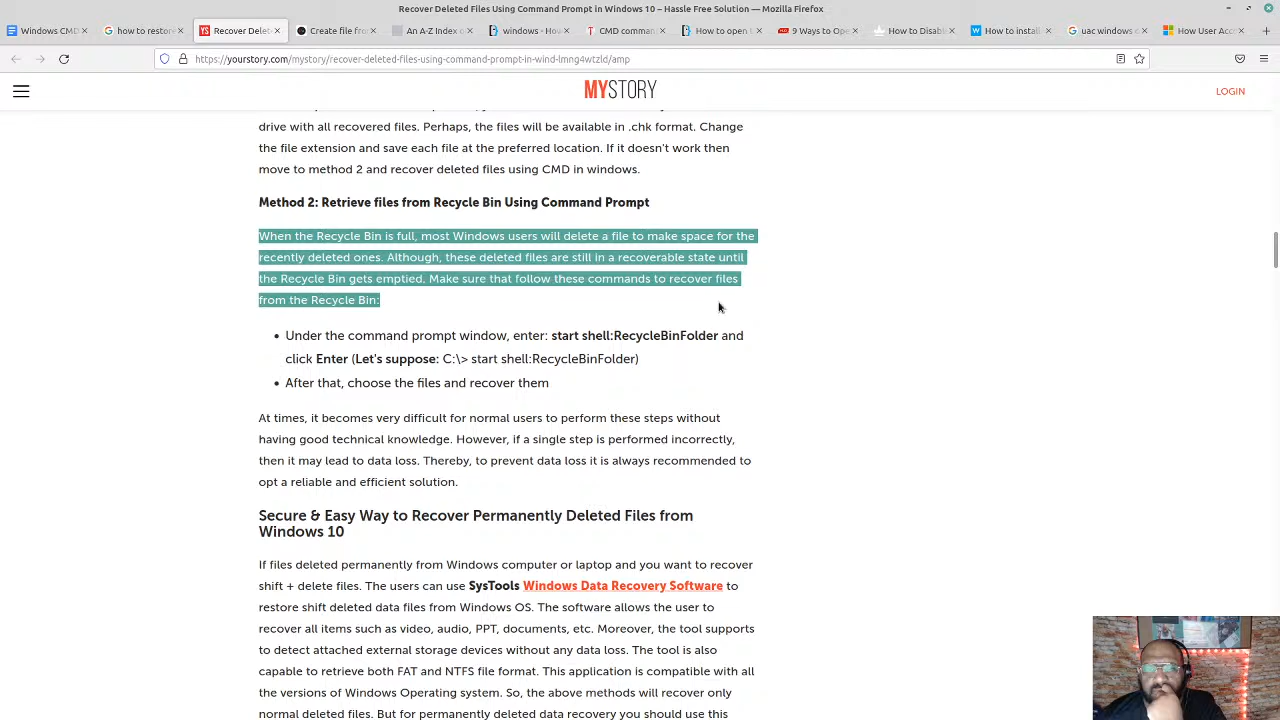 Recover Deleted Files Using Command Prompt in Windows 10 – Hassle Free Solution — Mozilla Firefox
Windows CMD
how to restor
Recover Dele
Create file fro
An A-Z Index o
windows -
CMD comman
How to open
9 Ways to Ope
How to Disabl
How to install
uac windows
How User Acc
https://yourstory.com/mystory/recover-deleted-files-using-command-prompt-in-wind-lmng4wtzld/amp
MYSTORY
LOGIN
drive with all recovered files. Perhaps, the files will be available in .chk format. Change
the file extension and save each file at the preferred location. If it doesn't work then
move to method 2 and recover deleted files using CMD in windows.
Method 2: Retrieve files from Recycle Bin Using Command Prompt
When the Recycle Bin is full, most Windows users will delete a file to make space for the
recently deleted ones. Although, these deleted files are still in a recoverable state until
the Recycle Bin gets emptied. Make sure that follow these commands to recover files
from the Recycle Bin:
• Under the command prompt window, enter: start shell:RecycleBinFolder and
click Enter (Let's suppose: C:\> start shell:RecycleBinFolder)
• After that, choose the files and recover them
At times, it becomes very difficult for normal users to perform these steps without
having good technical knowledge. However, if a single step is performed incorrectly,
then it may lead to data loss. Thereby, to prevent data loss it is always recommended to
opt a reliable and efficient solution.
Secure & Easy Way to Recover Permanently Deleted Files from
Windows 10
If files deleted permanently from Windows computer or laptop and you want to recover
shift + delete files. The users can use SysTools Windows Data Recovery Software to
restore shift deleted data files from Windows OS. The software allows the user to
recover all items such as video, audio, PPT, documents, etc. Moreover, the tool supports
to detect attached external storage devices without any data loss. The tool is also
capable to retrieve both FAT and NTFS file format. This application is compatible with all
the versions of Windows Operating system. So, the above methods will recover only
normal deleted files. But for permanently deleted data recovery you should use this